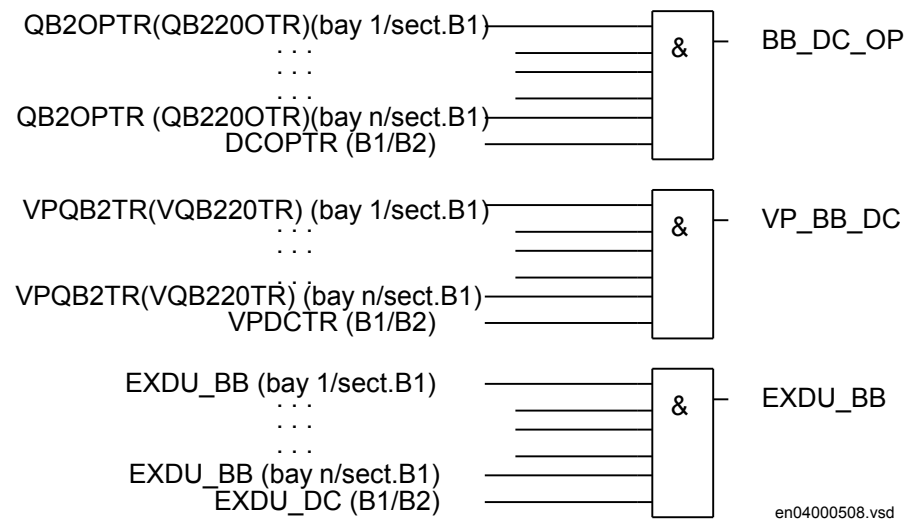 QB2OPTR(QB220OTR)(bay 1/sect.B1)
. . .
. . .
. . .
QB2OPTR (QB220OTR)(bay n/sect.B1)
DCOPTR (B1/B2)
&
BB_DC_OP
VPQB2TR(VQB220TR) (bay 1/sect.B1)
. . .
. . .
. . .
VPQB2TR(VQB220TR) (bay n/sect.B1)
VPDCTR (B1/B2)
&
VP_BB_DC
EXDU_BB (bay 1/sect.B1)
. . .
. . .
. . .
EXDU_BB (bay n/sect.B1)
EXDU_DC (B1/B2)
&
EXDU_BB
en04000508.vsd